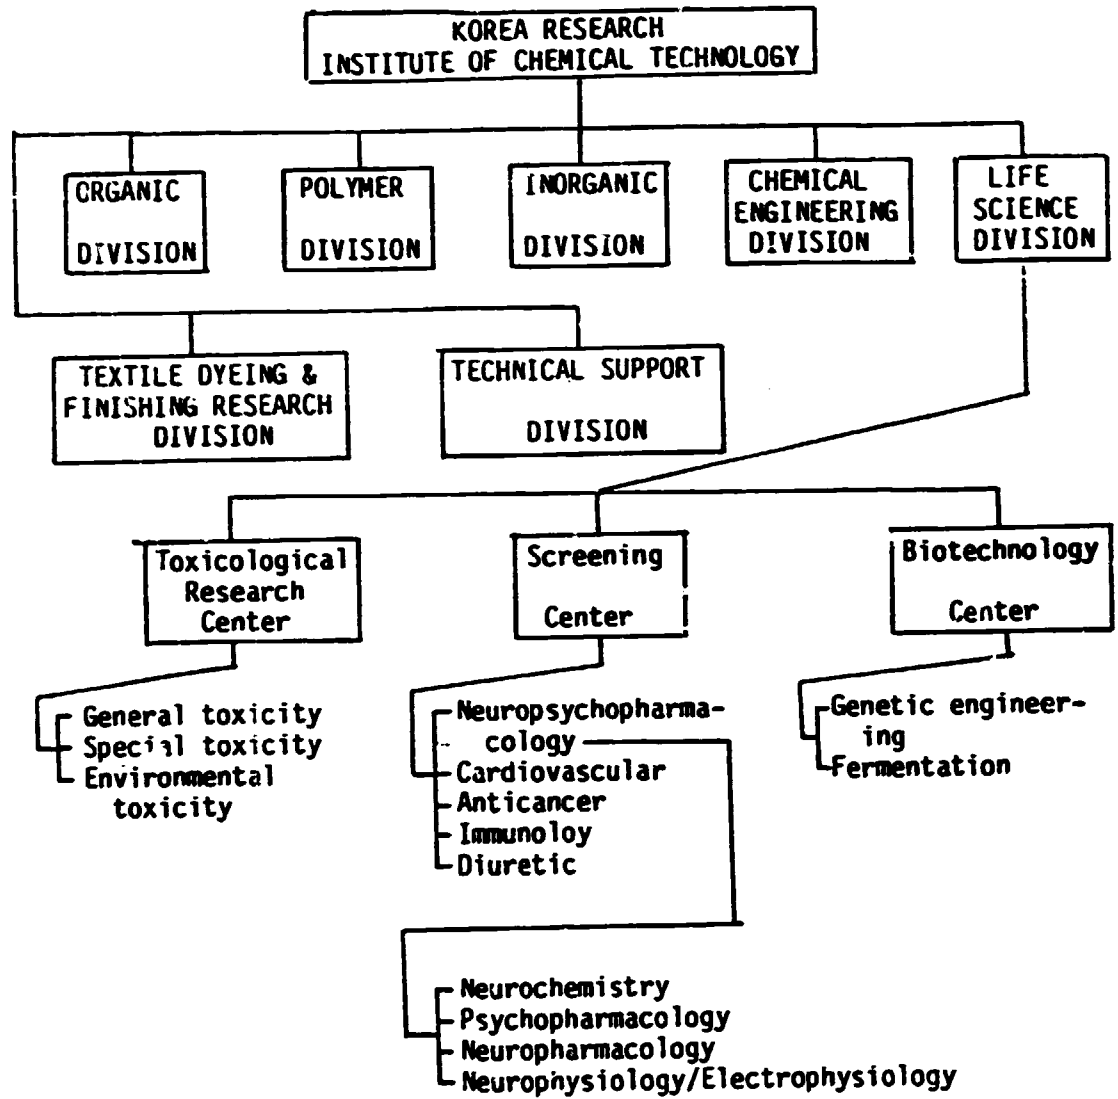 KOREA RESEARCH
INSTITUTE OF CHEMICAL TECHNOLOGY
ORGANIC
DIVISION
POLYMER
DIVISION
INORGANIC
DIVISION
CHEMICAL
ENGINEERING
DIVISION
LIFE
SCIENCE
DIVISION
TEXTILE DYEING &
FINISHING RESEARCH
DIVISION
TECHNICAL SUPPORT
DIVISION
Toxicological
Research
Center
Screening
Center
Biotechnology
Center
General toxicity
Special toxicity
Environmental
toxicity
Neuropsychopharma-
cology
Cardiovascular
Anticancer
Immunoloy
Diuretic
Genetic engineer-
ing
Fermentation
Neurochemistry
Psychopharmacology
Neuropharmacology
Neurophysiology/Electrophysiology